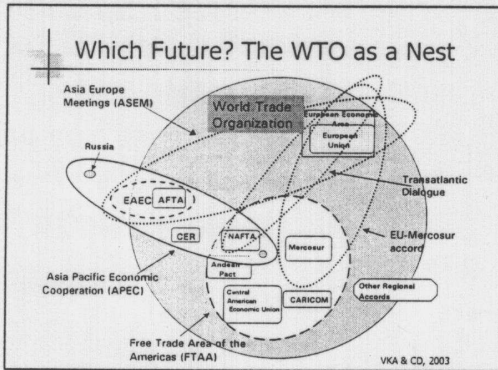 Which Future? The WTO as a Nest
Asia Europe
Meetings (ASEM)
World Trade
Organization
European Economic
Area
European
Union
Russia
EAEC
AFTA
Transatlantic
Dialogue
CER
NAFTA
Mercosur
EU-Mercosur
accord
Andean
Pact
Asia Pacific Economic
Cooperation (APEC)
Central
American
Economic Union
CARICOM
Other Regional
Accords
Free Trade Area of the
Americas (FTAA)
VKA & CD, 2003